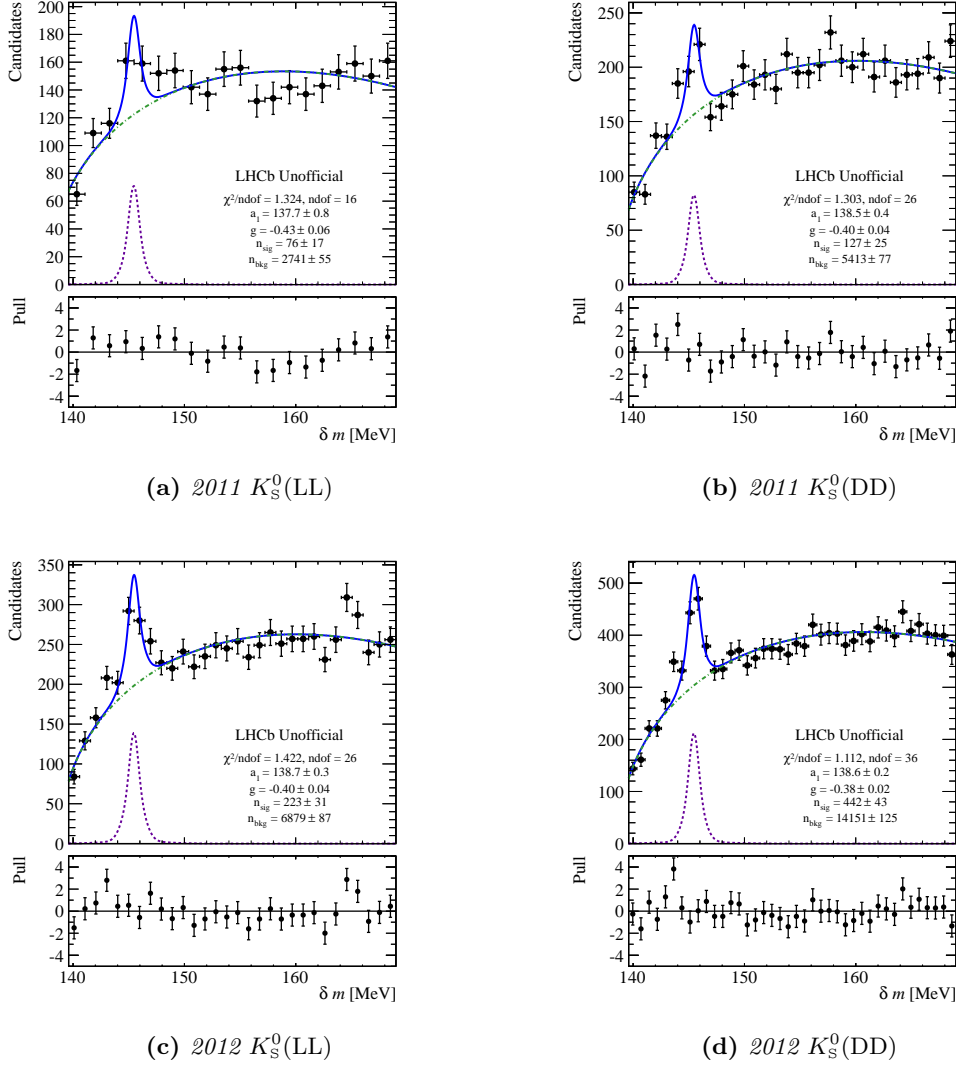 Candidates
200
180
160
140
120
100
80
60
40
20
0
LHCb Unofficial
χ²/ndof = 1.324, ndof = 16
a₁ = 137.7 ± 0.8
g = -0.43 ± 0.06
n_sig = 76 ± 17
n_bkg = 2741 ± 55
Pull
4
2
0
-2
-4
140 150 160
δ m [MeV]
(a) 2011 K⁰_S(LL)
Candidates
250
200
150
100
50
0
LHCb Unofficial
χ²/ndof = 1.303, ndof = 26
a₁ = 138.5 ± 0.4
g = -0.40 ± 0.04
n_sig = 127 ± 25
n_bkg = 5413 ± 77
Pull
4
2
0
-2
-4
140 150 160
δ m [MeV]
(b) 2011 K⁰_S(DD)
Candidates
350
300
250
200
150
100
50
0
LHCb Unofficial
χ²/ndof = 1.422, ndof = 26
a₁ = 138.7 ± 0.3
g = -0.40 ± 0.04
n_sig = 223 ± 31
n_bkg = 6879 ± 87
Pull
4
2
0
-2
-4
140 150 160
δ m [MeV]
(c) 2012 K⁰_S(LL)
Candidates
500
400
300
200
100
0
LHCb Unofficial
χ²/ndof = 1.112, ndof = 36
a₁ = 138.6 ± 0.2
g = -0.38 ± 0.02
n_sig = 442 ± 43
n_bkg = 14151 ± 125
Pull
4
2
0
-2
-4
140 150 160
δ m [MeV]
(d) 2012 K⁰_S(DD)